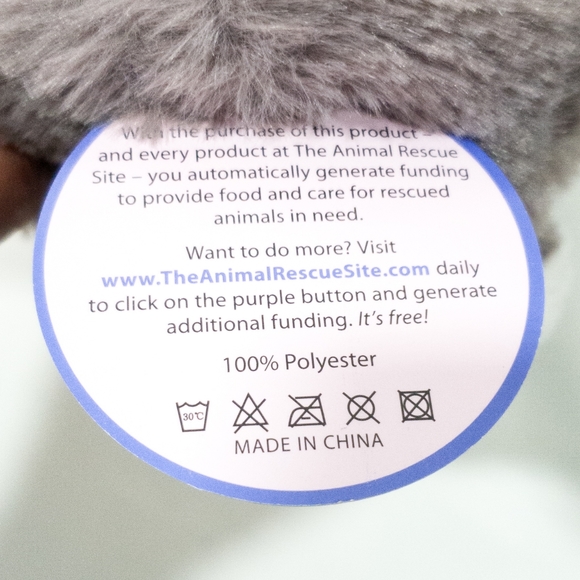 With the purchase of this product –
and every product at The Animal Rescue
Site – you automatically generate funding
to provide food and care for rescued
animals in need.
Want to do more? Visit
www.TheAnimalRescueSite.com daily
to click on the purple button and generate
additional funding. It's free!
100% Polyester
30°C
MADE IN CHINA